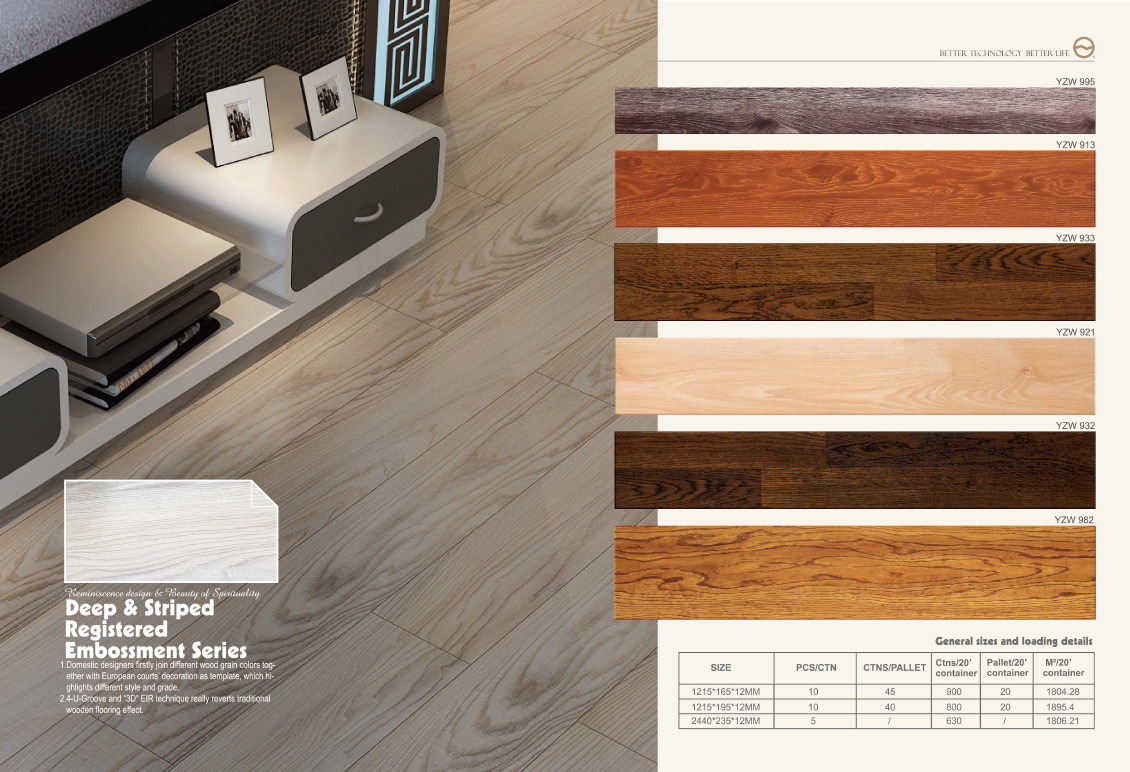 Reminiscence design & Beauty of Spirituality
Deep & Striped
Registered
Embossment Series
1.Domestic designers firstly join different wood grain colors tog-
ether with European courts' decoration as template, which hi-
ghlights different style and grade.
2.4-U-Groove and "3D" EIR technique really reverts traditional
wooden flooring effect.
BETTER TECHNOLOGY BETTER LIFE
YZW 995
YZW 913
YZW 933
YZW 921
YZW 932
YZW 982
General sizes and loading details
SIZE PCS/CTN CTNS/PALLET Ctns/20' container Pallet/20' container M²/20' container
1215*165*12MM 10 45 900 20 1804.28
1215*195*12MM 10 40 800 20 1895.4
2440*235*12MM 5 / 630 / 1806.21